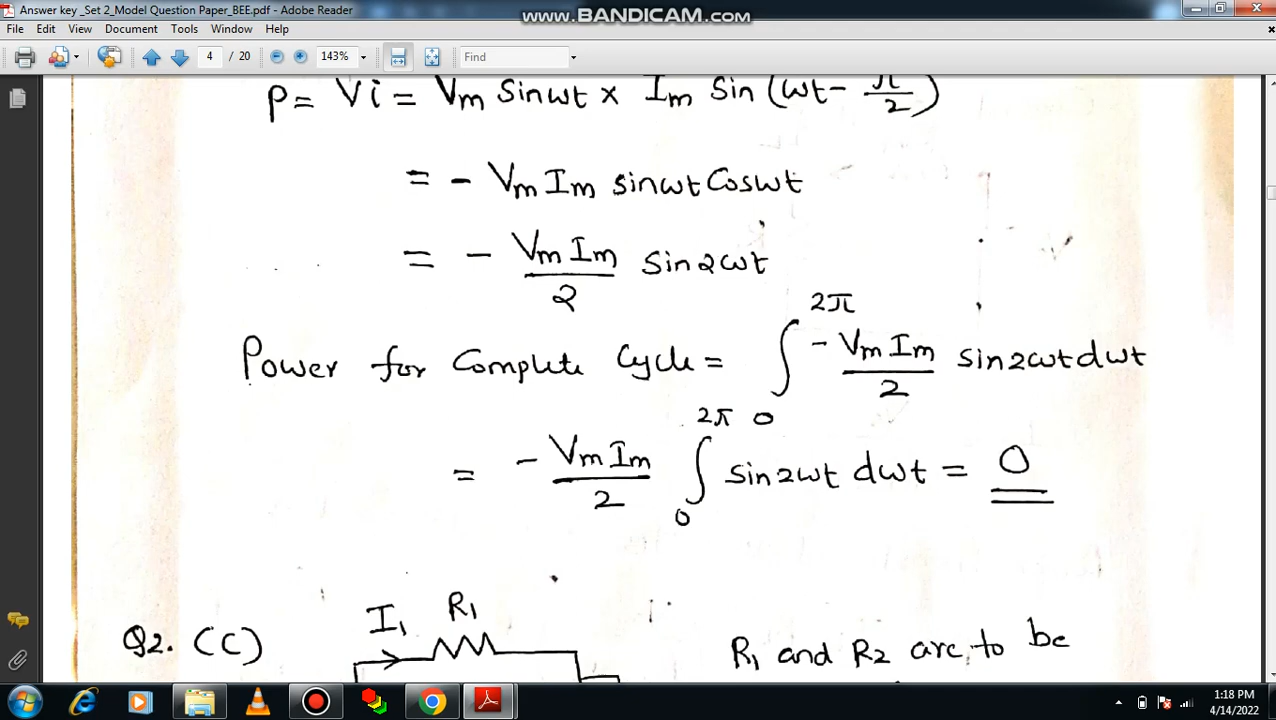 Answer key _Set 2_Model Question Paper_BEE.pdf - Adobe Reader
www.BANDICAM.com
File Edit View Document Tools Window Help
4 / 20 143% Find
P = Vi = Vm Sinωt × Im Sin (ωt - π/2)
= - Vm Im sinωt Cosωt
= - Vm Im / 2 sin2ωt
Power for Complete Cycle = ∫₀^2π - Vm Im / 2 sin2ωt dωt
= - Vm Im / 2 ∫₀^2π sin2ωt dωt = 0
I₁ R₁
Q2. (C) R₁ and R2 are to be
1:18 PM
4/14/2022